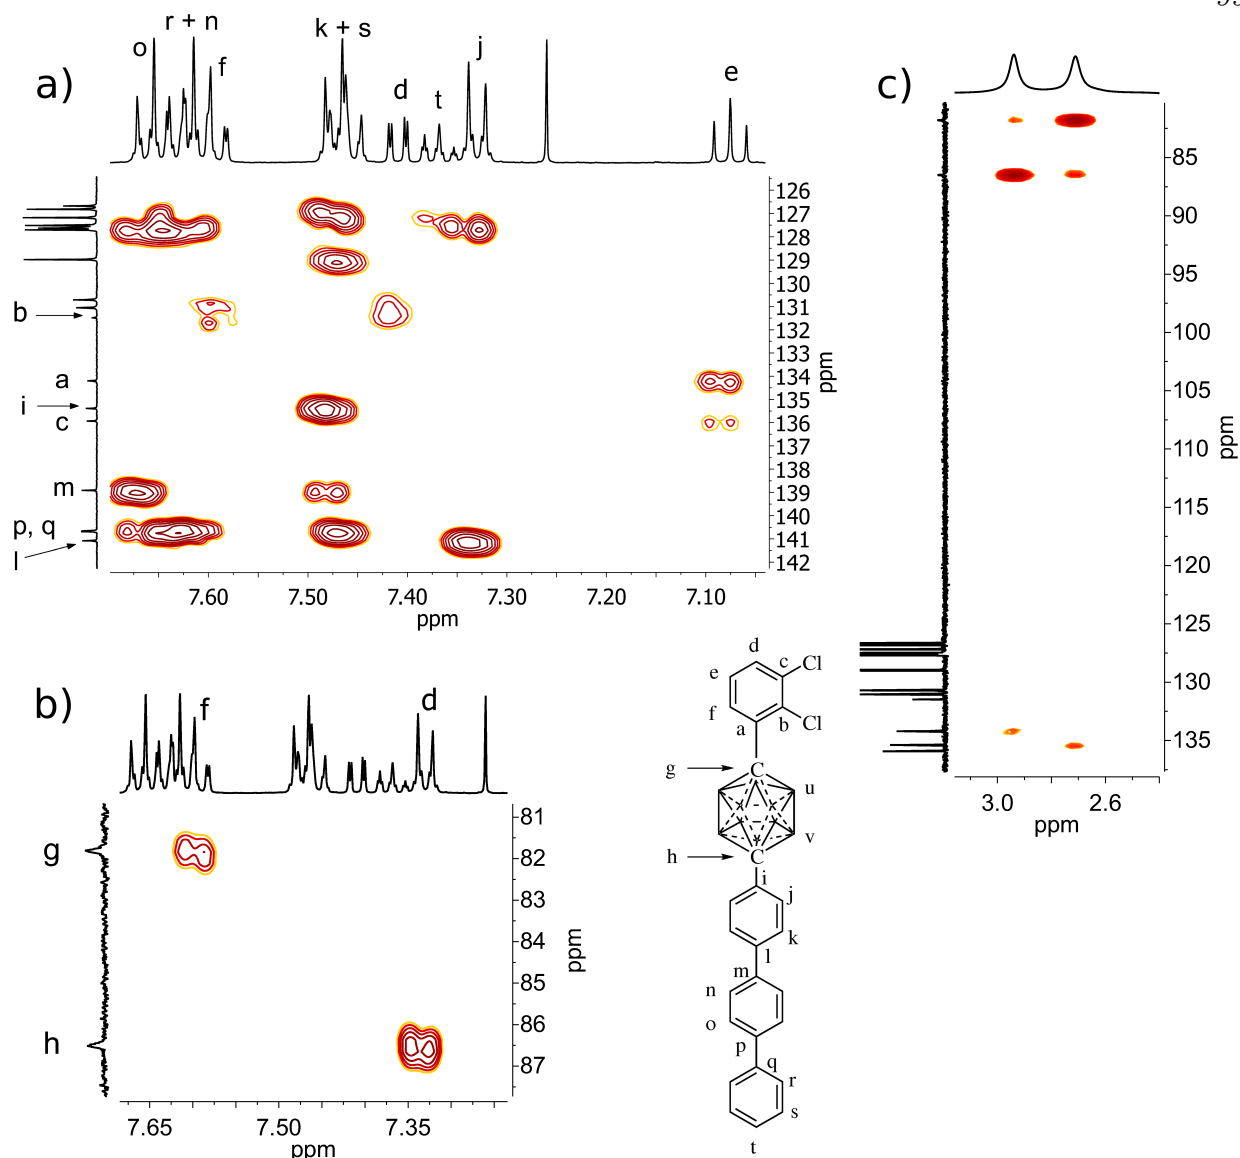 a)
o
r + n
f
k + s
d
t
j
e
b
a
i
c
m
p, q
l
126
127
128
129
130
131
132
133
134
135
136
137
138
139
140
141
142
ppm
7.60
7.50
7.40
7.30
7.20
7.10
ppm
b)
f
d
g
h
81
82
83
84
85
86
87
ppm
7.65
7.50
7.35
ppm
c)
85
90
95
100
105
110
115
120
125
130
135
ppm
3.0
2.6
ppm
d
c
Cl
e
f
b
Cl
a
g
C
u
v
h
C
i
j
k
l
m
n
o
p
q
r
s
t